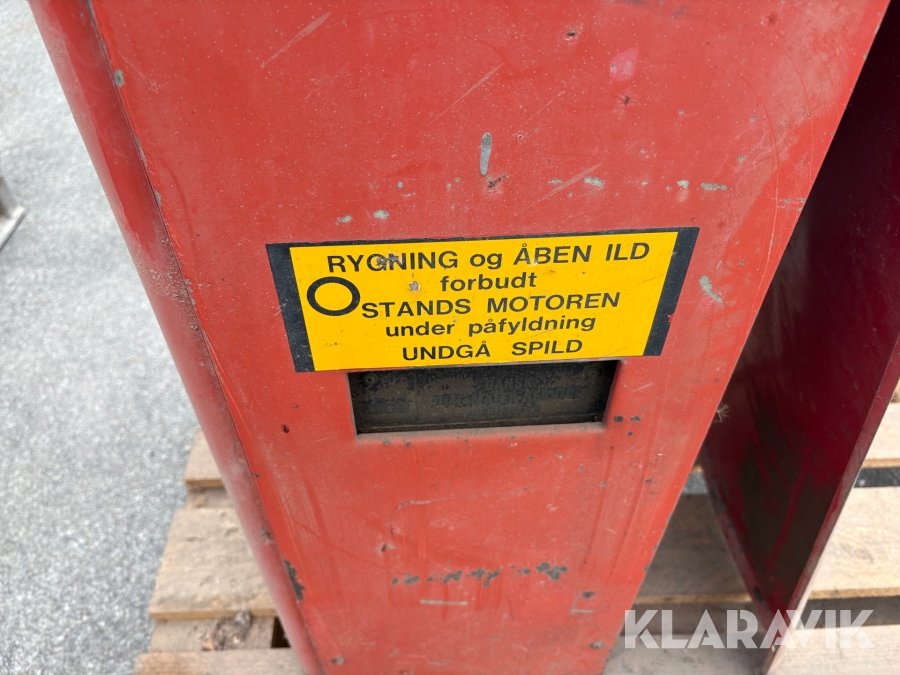 RYGNING og ÅBEN ILD
forbudt
STANDS MOTOREN
under påfyldning
UNDGÅ SPILD
KLARAVIK